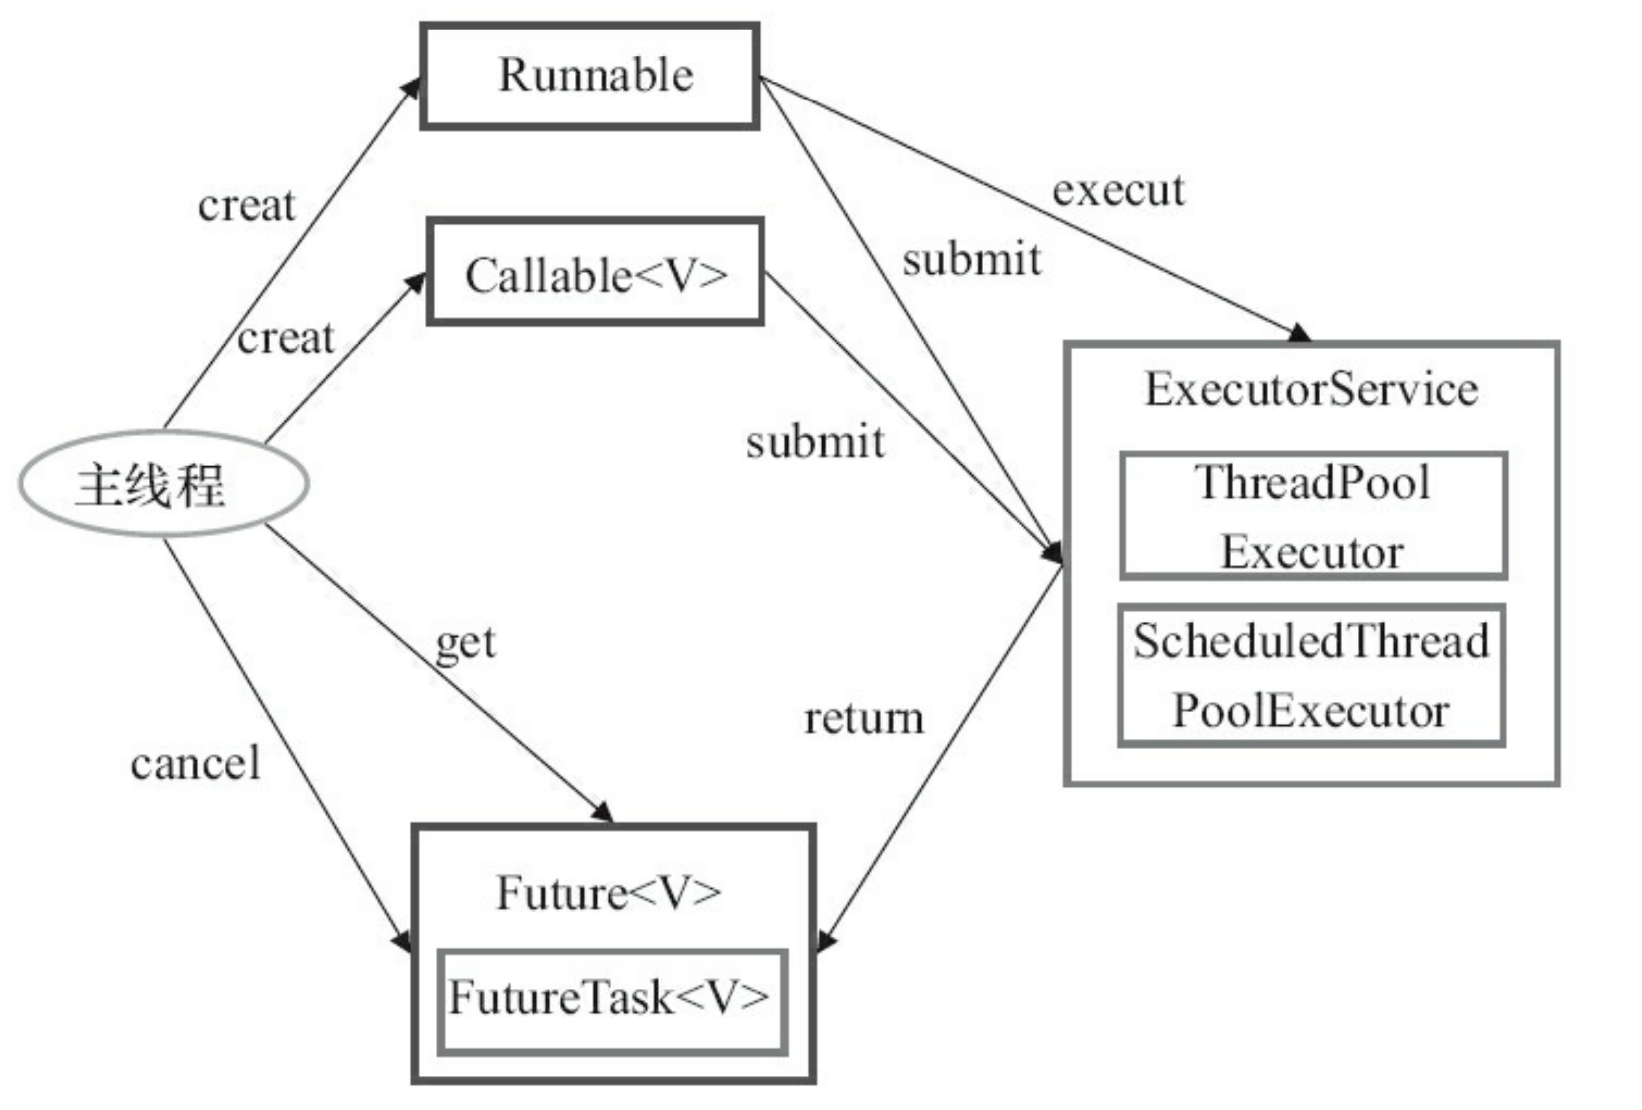 Runnable
creat
execut
submit
Callable<V>
creat
ExecutorService
submit
主线程
ThreadPool
Executor
get
ScheduledThread
PoolExecutor
return
cancel
Future<V>
FutureTask<V>